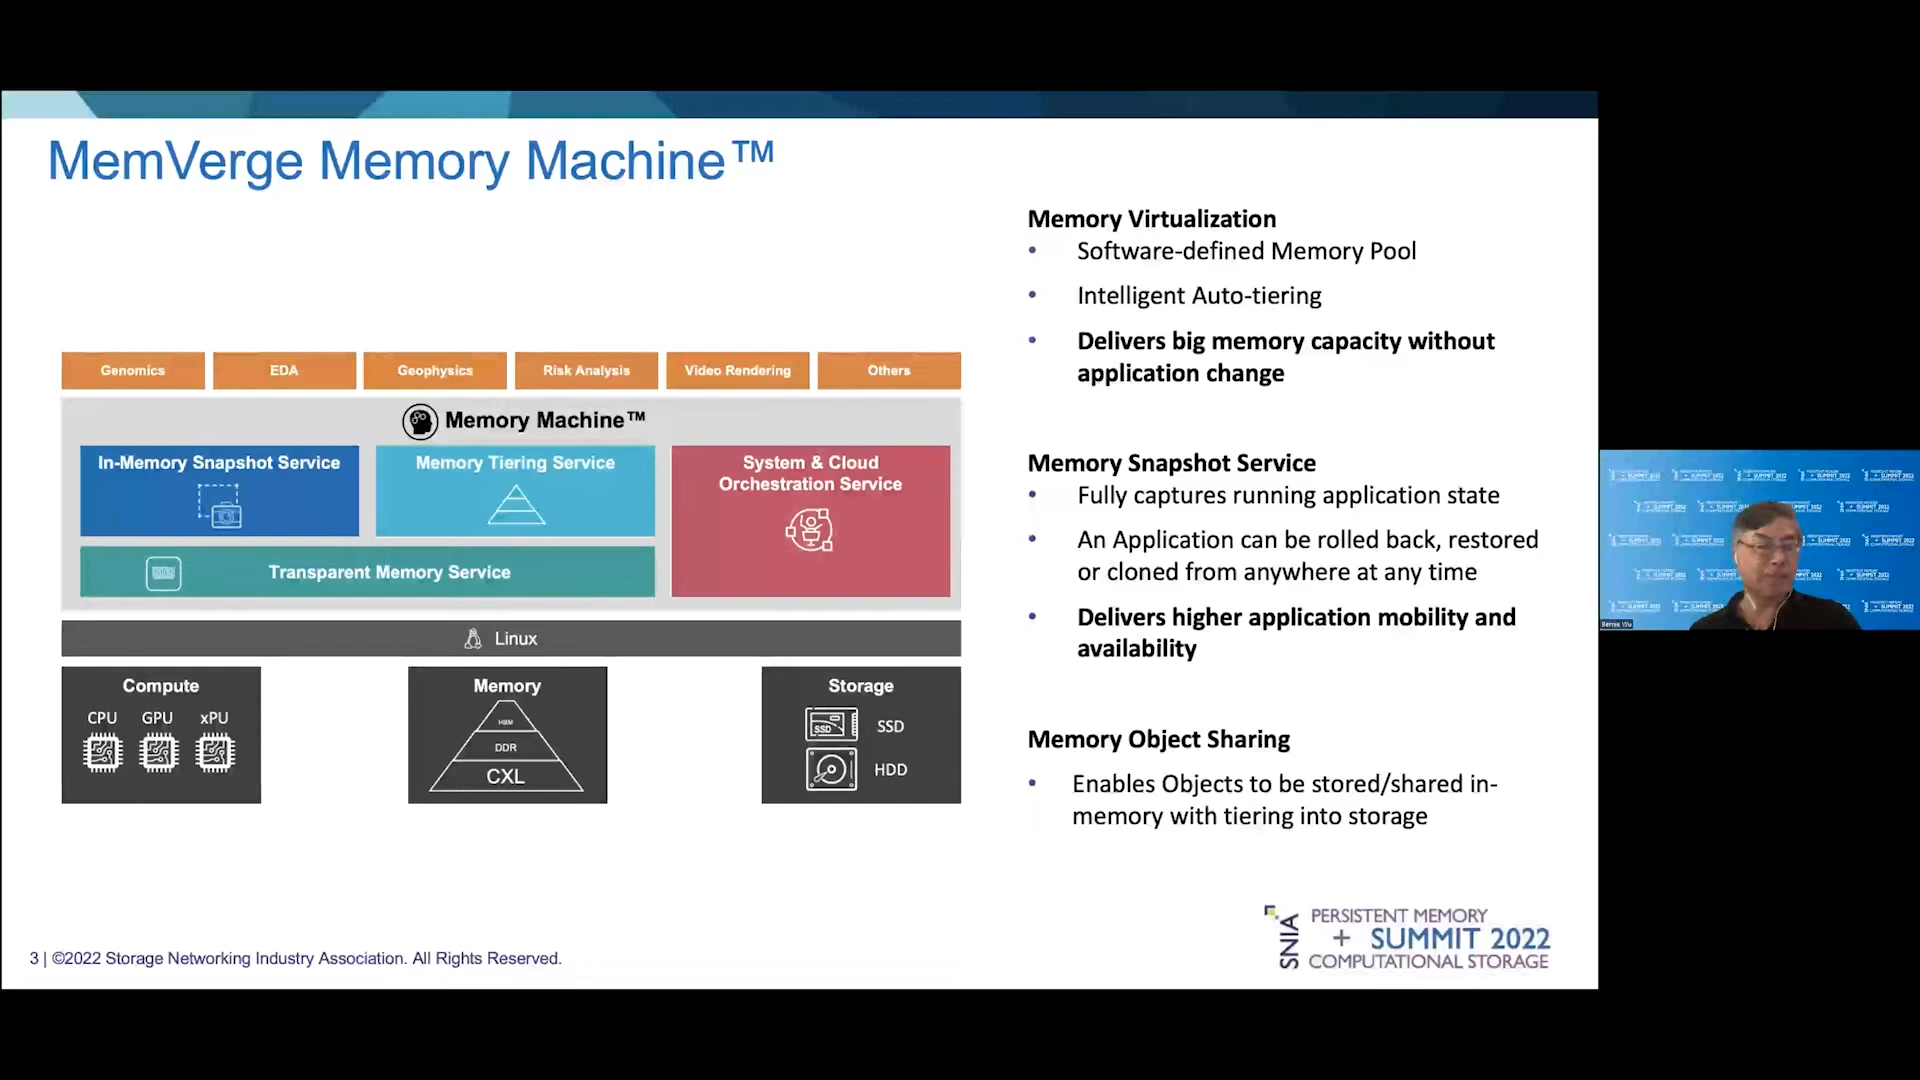 MemVerge Memory Machine™
Memory Virtualization
• Software-defined Memory Pool
• Intelligent Auto-tiering
• Delivers big memory capacity without
application change
Memory Snapshot Service
• Fully captures running application state
• An Application can be rolled back, restored
or cloned from anywhere at any time
• Delivers higher application mobility and
availability
Memory Object Sharing
• Enables Objects to be stored/shared in-
memory with tiering into storage
Genomics
EDA
Geophysics
Risk Analysis
Video Rendering
Others
Memory Machine™
In-Memory Snapshot Service
Memory Tiering Service
System & Cloud
Orchestration Service
Transparent Memory Service
Linux
Compute
CPU GPU xPU
Memory
HBM
DDR
CXL
Storage
SSD
SSD
HDD
3 | ©2022 Storage Networking Industry Association. All Rights Reserved.
SNIA
PERSISTENT MEMORY
+ SUMMIT 2022
COMPUTATIONAL STORAGE
Bernie Wu